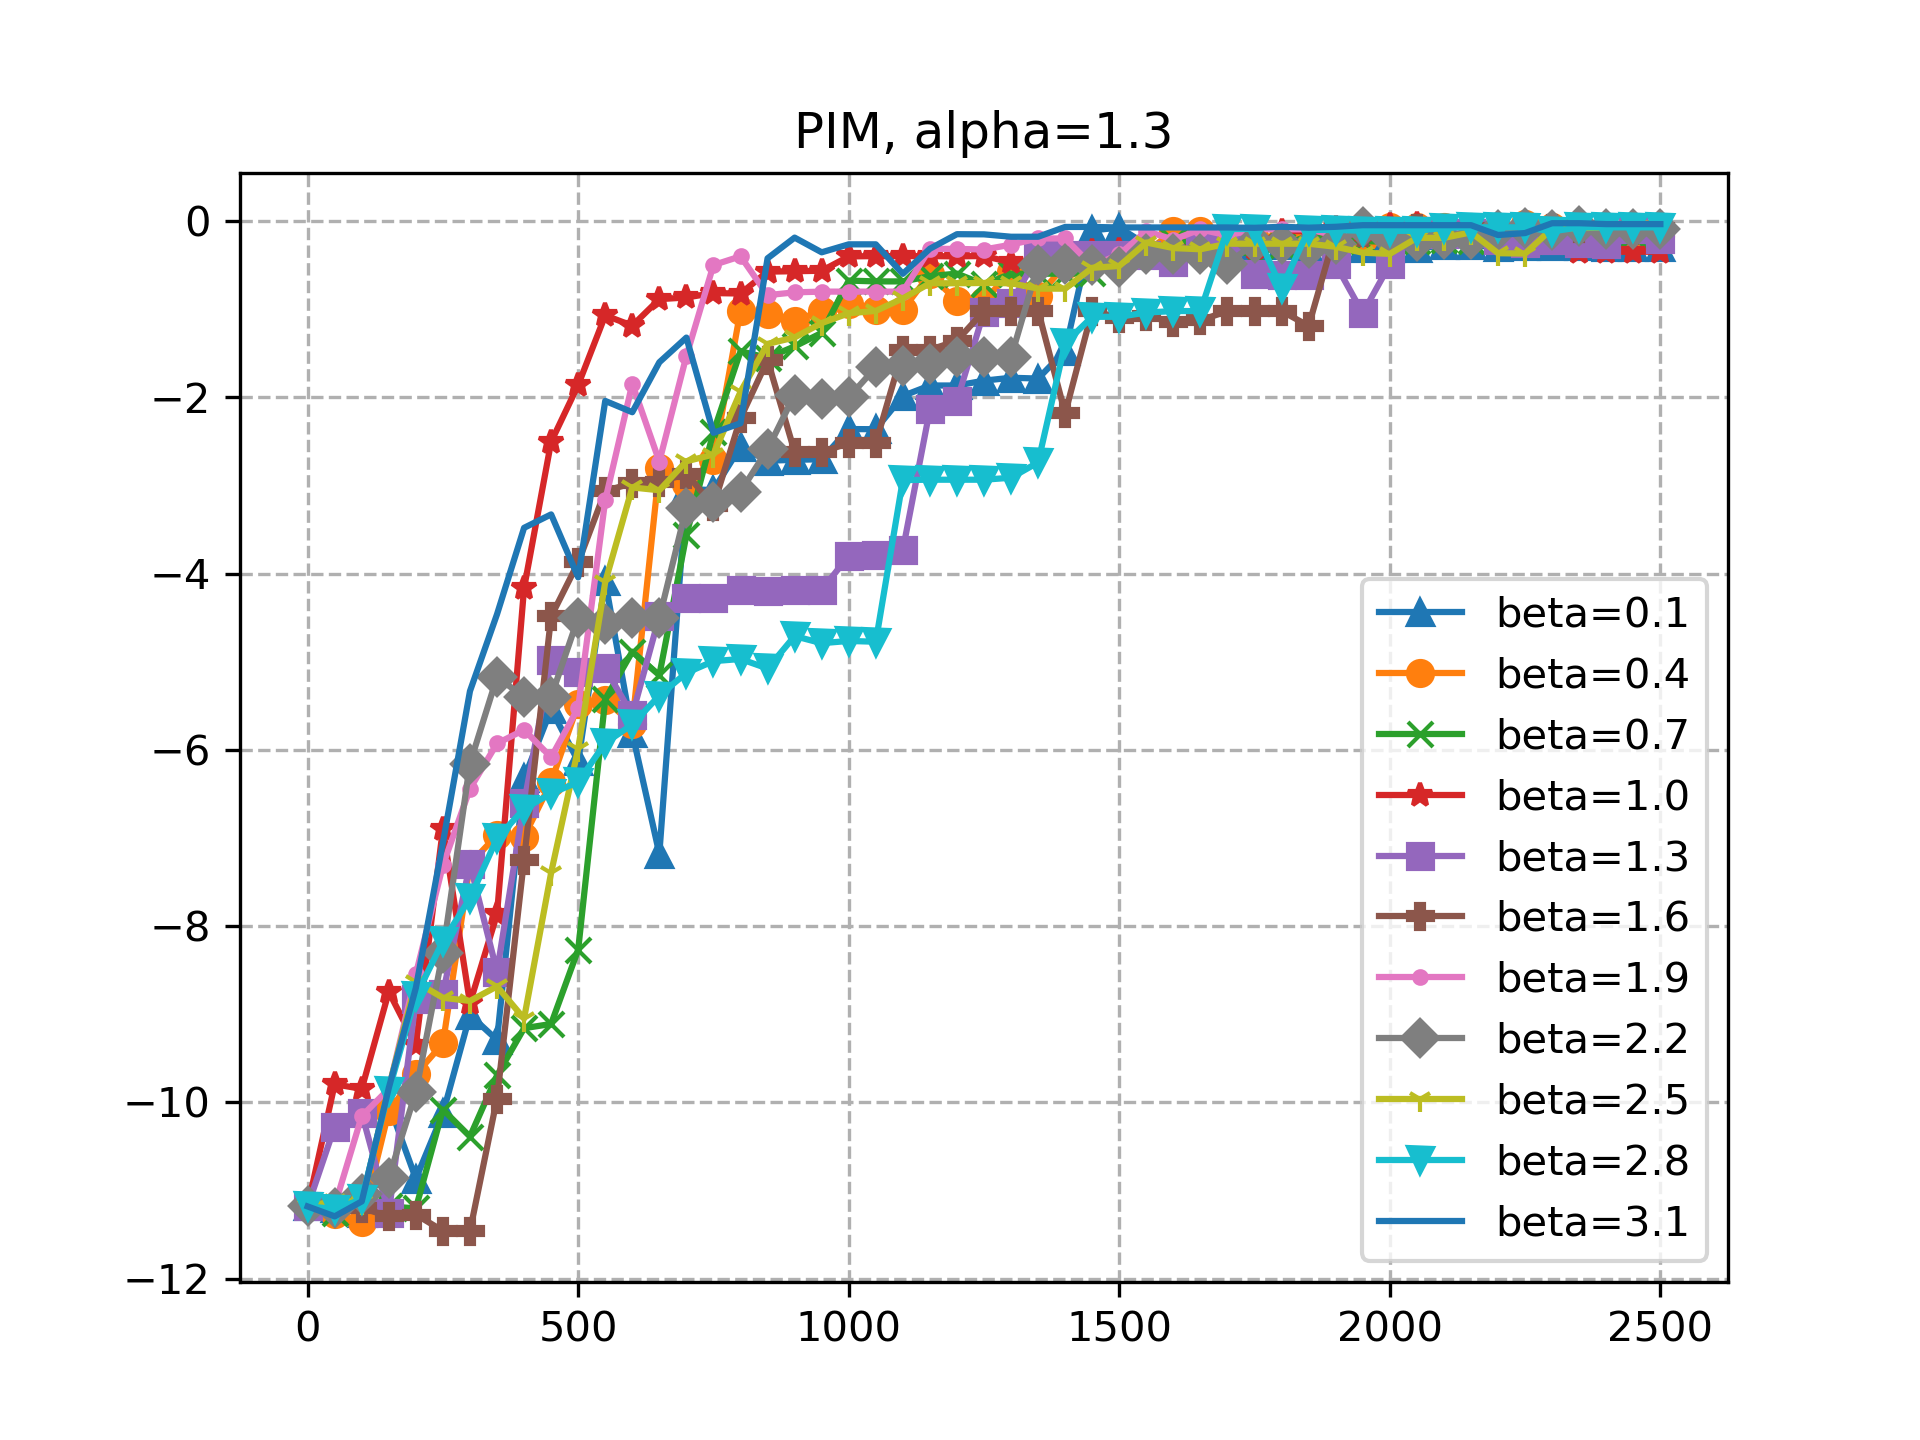 PIM, alpha=1.3
0
−2
−4
−6
−8
−10
−12
0 500 1000 1500 2000 2500
beta=0.1
beta=0.4
beta=0.7
beta=1.0
beta=1.3
beta=1.6
beta=1.9
beta=2.2
beta=2.5
beta=2.8
beta=3.1